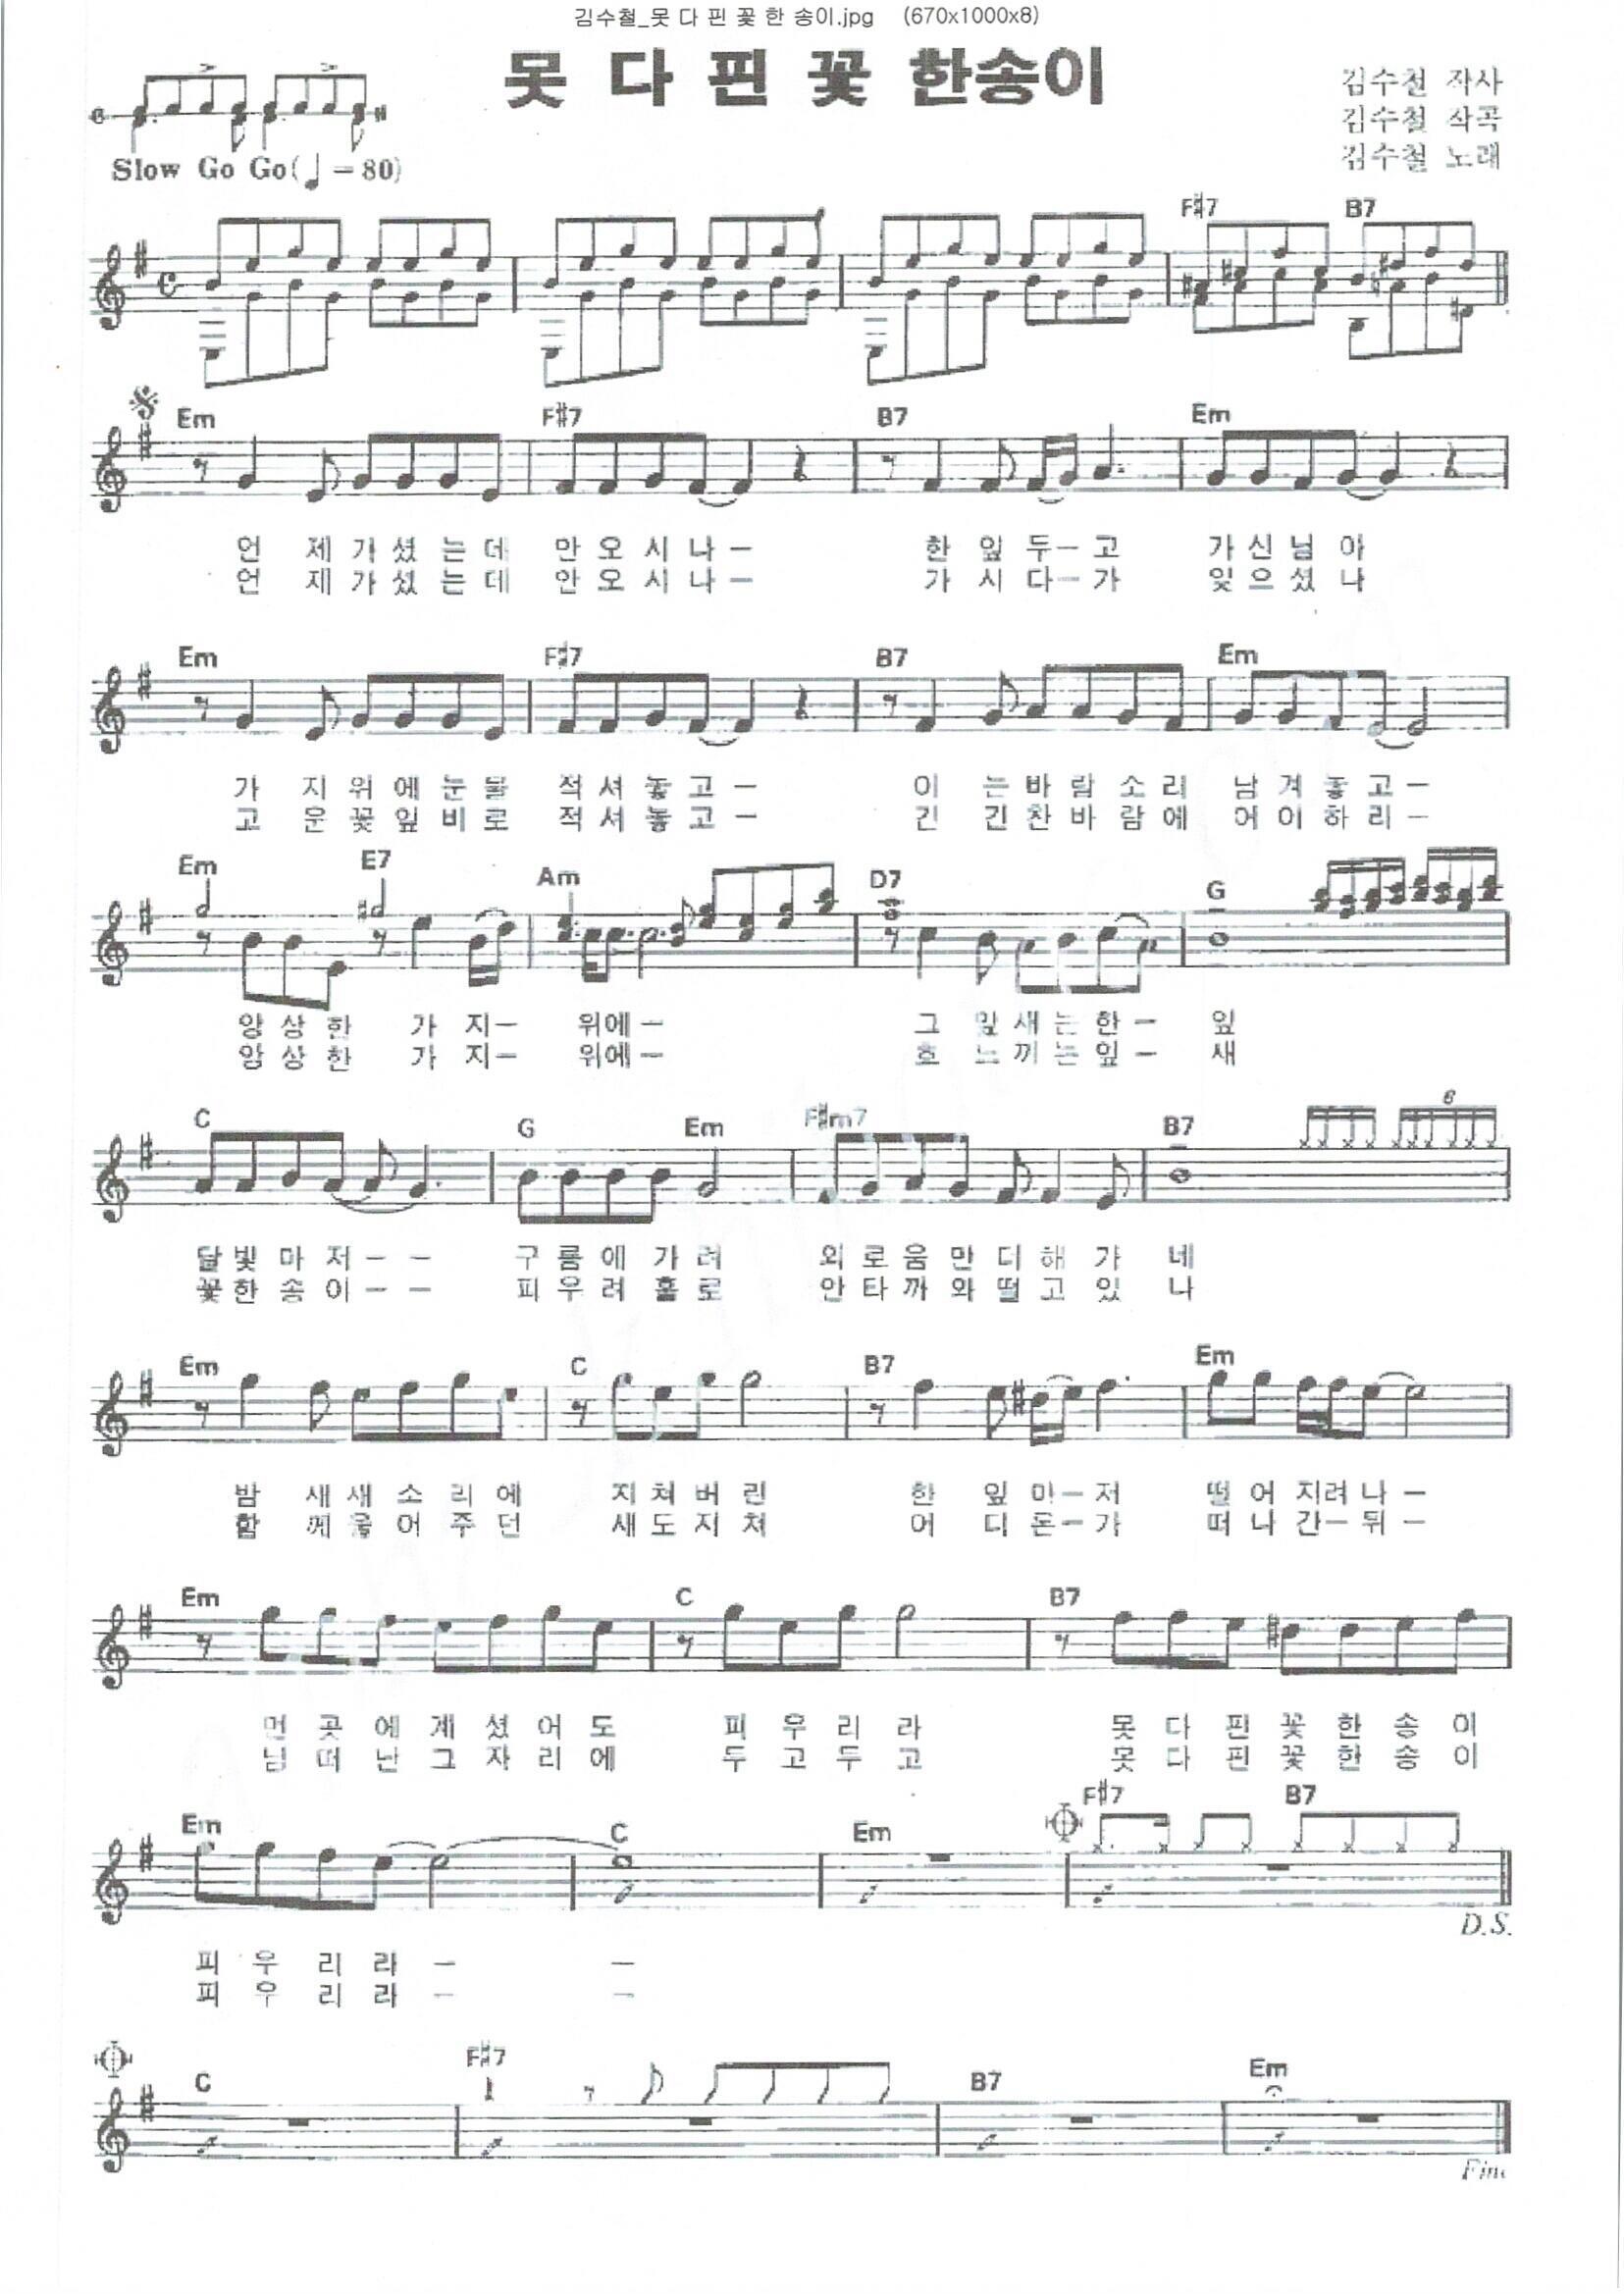 김수철_못 다 핀 꽃 한 송이.jpg (670x1000x8)
못 다 핀 꽃 한송이
김수철 작사
김수철 작곡
김수철 노래
Slow Go Go(♩=80)
F♯7 B7
Em F♯7 B7 Em
언 제 가 셨 는 데 안 오 시 나 — 한 잎 두 — 고 가 신 님 아
언 제 가 셨 는 데 안 오 시 나 — 가 시 다 — 가 잊 으 셨 나
Em F♯7 B7 Em
가 지 위 에 눈 물 적 셔 놓 고 — 이 는 바 람 소 리 남 겨 놓 고 —
고 운 꽃 잎 비 로 적 셔 놓 고 — 긴 긴 찬 바 람 에 어 이 하 리 —
Em E7 Am D7 G
앙 상 한 가 지 — 위 에 — 그 잎 새 는 한 — 잎
앙 상 한 가 지 — 위 에 — 흐 느 끼 는 잎 — 새
C G Em F♯m7 B7
6
달 빛 마 저 — — 구 름 에 가 려 외 로 움 만 더 해 가 네
꽃 한 송 이 — — 피 우 려 홀 로 안 타 까 와 떨 고 있 나
Em C B7 Em
밤 새 새 소 리 에 지 쳐 버 린 한 잎 마 — 저 떨 어 지 려 나 —
함 께 울 어 주 던 새 도 지 쳐 어 디 론 — 가 떠 나 간 — 뒤 —
Em C B7
먼 곳 에 계 셨 어 도 피 우 리 라 못 다 핀 꽃 한 송 이
님 떠 난 그 자 리 에 두 고 두 고 못 다 핀 꽃 한 송 이
Em C Em F♯7 B7
D.S.
피 우 리 라 — —
피 우 리 라 — —
C F♯7 B7 Em
Fine